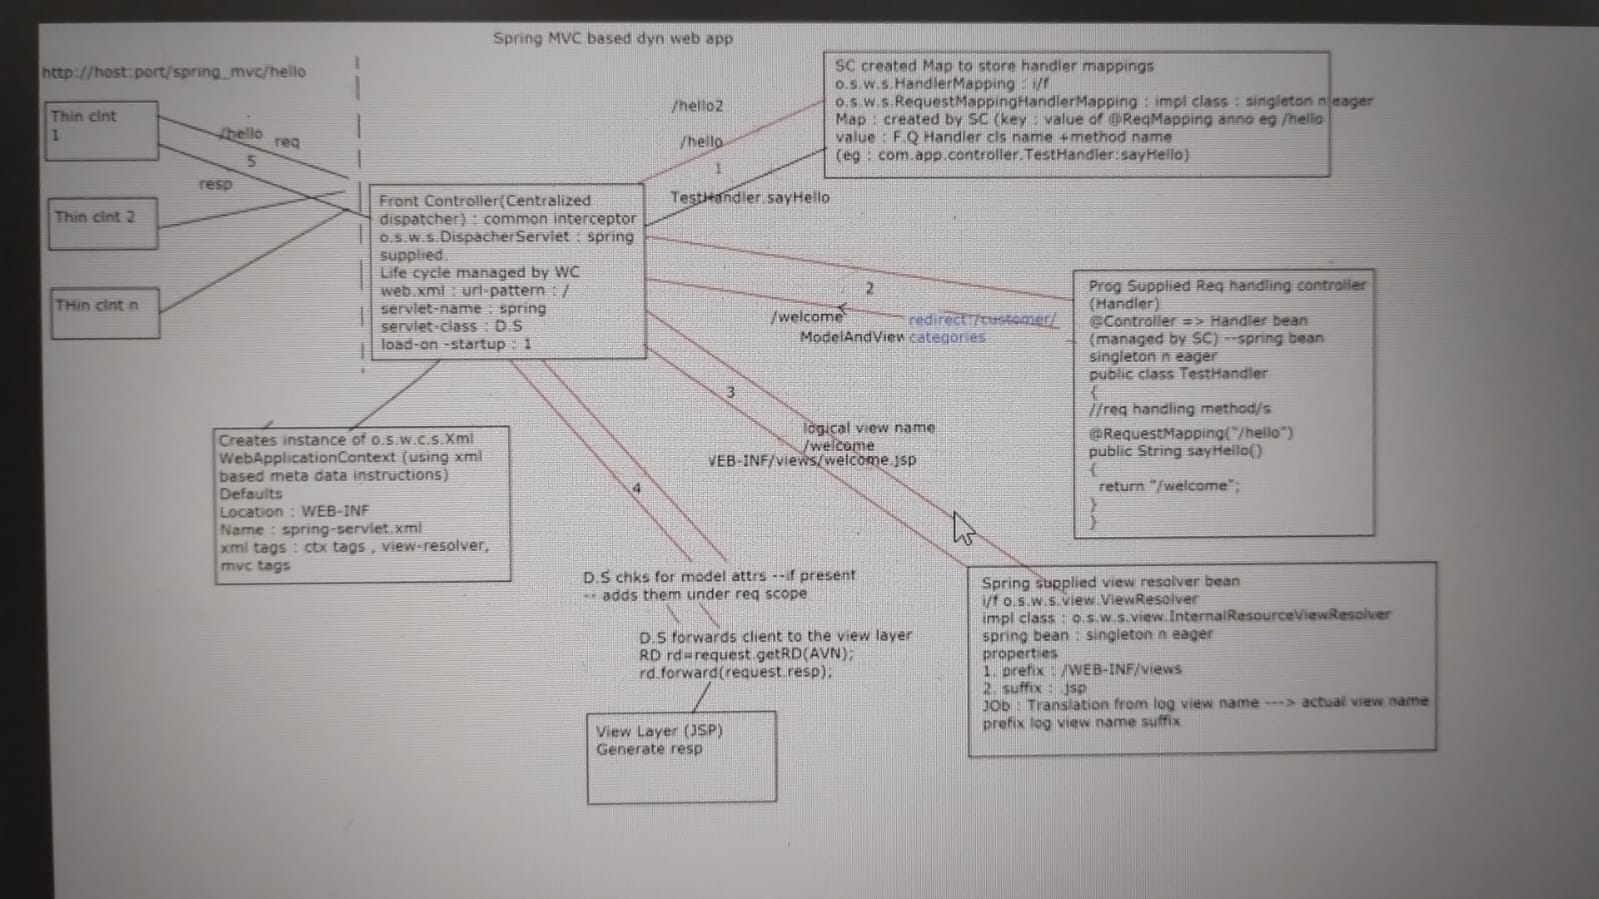 Spring MVC based dyn web app
http://host:port/spring_mvc/hello
Thin clnt
1
/hello
req
5
resp
Thin clnt 2
THin clnt n
Front Controller(Centralized
dispatcher) : common interceptor
o.s.w.s.DispacherServlet : spring
supplied.
Life cycle managed by WC
web.xml : url-pattern : /
servlet-name : spring
servlet-class : D.S
load-on -startup : 1
/hello2
/hello
1
TestHandler.sayHello
SC created Map to store handler mappings
o.s.w.s.HandlerMapping : i/f
o.s.w.s.RequestMappingHandlerMapping : impl class : singleton n eager
Map : created by SC (key : value of @ReqMapping anno eg /hello
value : F.Q Handler cls name +method name
(eg : com.app.controller.TestHandler.sayHello)
2
/welcome
redirect:/customer/
ModelAndView categories
Prog Supplied Req handling controller
(Handler)
@Controller => Handler bean
(managed by SC) --spring bean
singleton n eager
public class TestHandler
{
//req handling method/s
@RequestMapping("/hello")
public String sayHello()
{
return "/welcome";
}
}
3
logical view name
/welcome
VEB-INF/views/welcome.jsp
Creates instance of o.s.w.c.s.Xml
WebApplicationContext (using xml
based meta data instructions)
Defaults
Location : WEB-INF
Name : spring-servlet.xml
xml tags : ctx tags , view-resolver,
mvc tags
4
D.S chks for model attrs --if present
-- adds them under req scope
D.S forwards client to the view layer
RD rd=request.getRD(AVN);
rd.forward(request.resp);
View Layer (JSP)
Generate resp
Spring supplied view resolver bean
i/f o.s.w.s.view.ViewResolver
impl class : o.s.w.s.view.InternalResourceViewResolver
spring bean : singleton n eager
properties
1. prefix : /WEB-INF/views
2. suffix : .jsp
JOb : Translation from log view name ---> actual view name
prefix log view name suffix